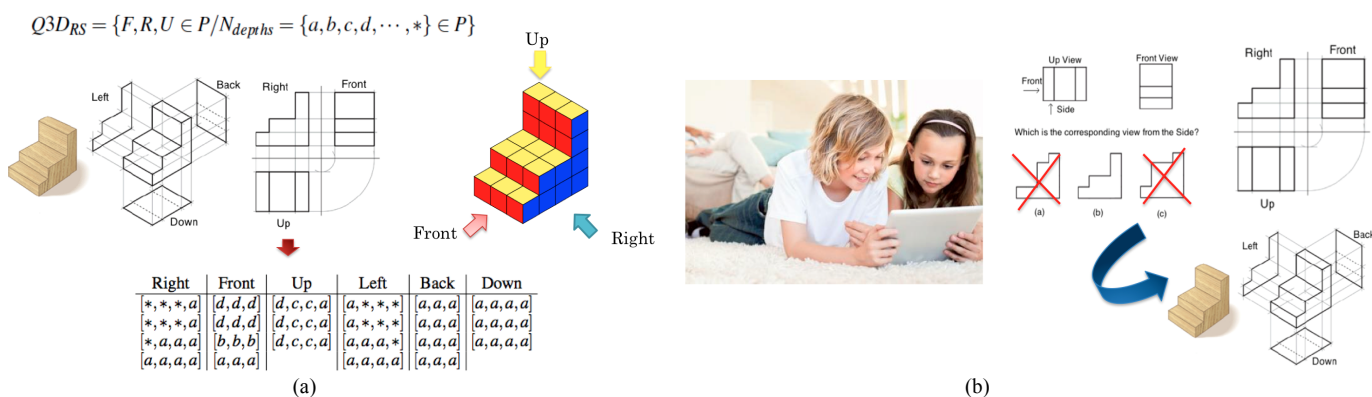 Q3D_RS = {F, R, U ∈ P/N_depths = {a, b, c, d, ⋯, *} ∈ P}
Left
Back
Down
Right
Front
Up
Up
Front
Right
Right Front Up Left Back Down
[*,*,*,a] [d,d,d] [d,c,c,a] [a,*,*,*] [a,a,a] [a,a,a,a]
[*,*,*,a] [d,d,d] [d,c,c,a] [a,*,*,*] [a,a,a] [a,a,a,a]
[*,a,a,a] [b,b,b] [d,c,c,a] [a,a,a,*] [a,a,a] [a,a,a,a]
[a,a,a,a] [a,a,a] [a,a,a,a] [a,a,a]
(a)
Up View
Front
Side
Front View
Which is the corresponding view from the Side?
(a)
(b)
(c)
Right
Front
Up
Left
Back
Down
(b)